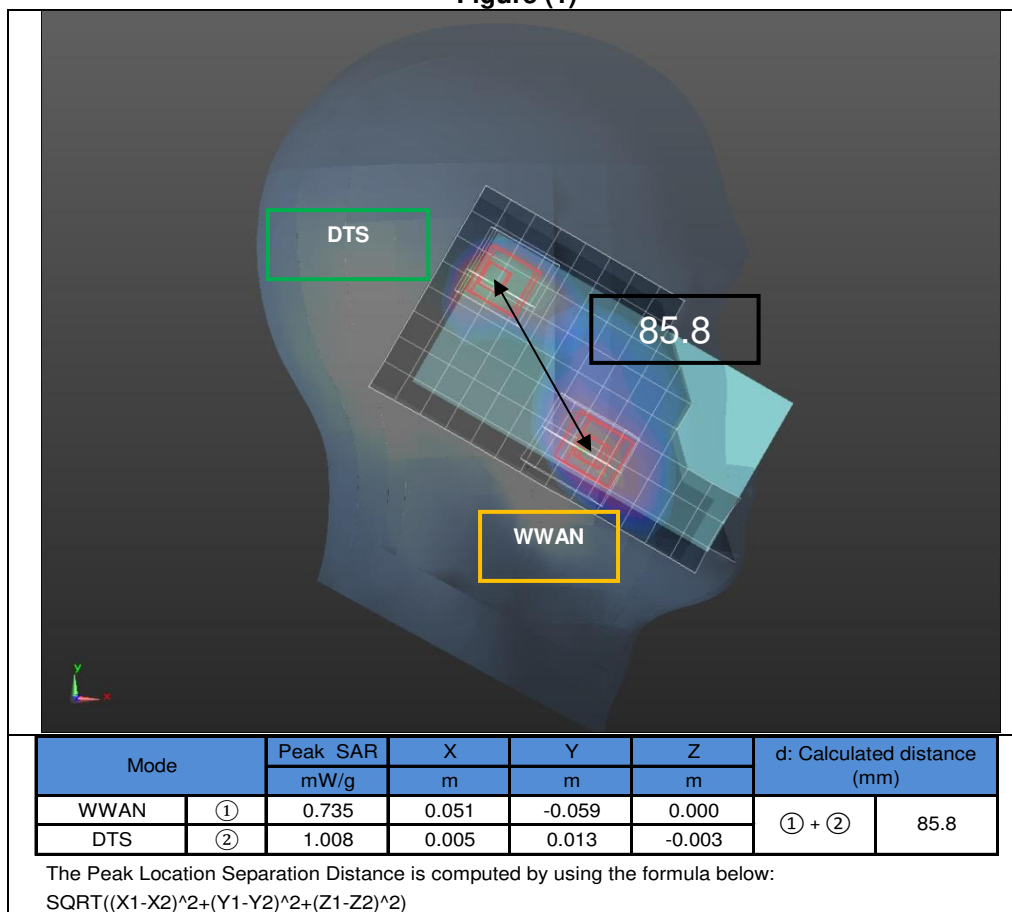 Figure (1)
DTS
85.8
WWAN
y
x
Mode Peak SAR X Y Z d: Calculated distance
mW/g m m m (mm)
WWAN ① 0.735 0.051 -0.059 0.000 ① + ② 85.8
DTS ② 1.008 0.005 0.013 -0.003
The Peak Location Separation Distance is computed by using the formula below:
SQRT((X1-X2)^2+(Y1-Y2)^2+(Z1-Z2)^2)